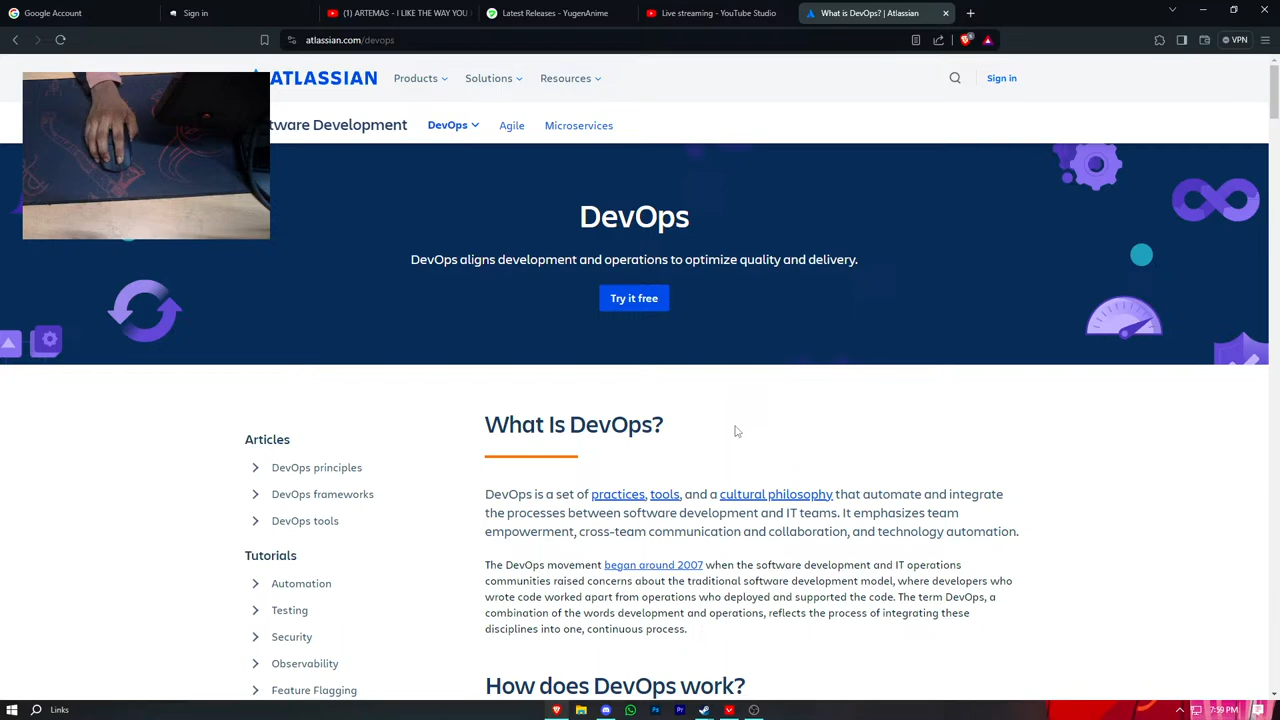 Google Account
Sign in
(1) ARTEMAS - I LIKE THE WAY YOU
Latest Releases - YugenAnime
Live streaming - YouTube Studio
What is DevOps? | Atlassian
atlassian.com/devops
VPN
ATLASSIAN
Products
Solutions
Resources
Sign in
tware Development
DevOps
Agile
Microservices
DevOps
DevOps aligns development and operations to optimize quality and delivery.
Try it free
Articles
DevOps principles
DevOps frameworks
DevOps tools
Tutorials
Automation
Testing
Security
Observability
Feature Flagging
What Is DevOps?
DevOps is a set of practices, tools, and a cultural philosophy that automate and integrate
the processes between software development and IT teams. It emphasizes team
empowerment, cross-team communication and collaboration, and technology automation.
The DevOps movement began around 2007 when the software development and IT operations
communities raised concerns about the traditional software development model, where developers who
wrote code worked apart from operations who deployed and supported the code. The term DevOps, a
combination of the words development and operations, reflects the process of integrating these
disciplines into one, continuous process.
How does DevOps work?
Links
7:59 PM